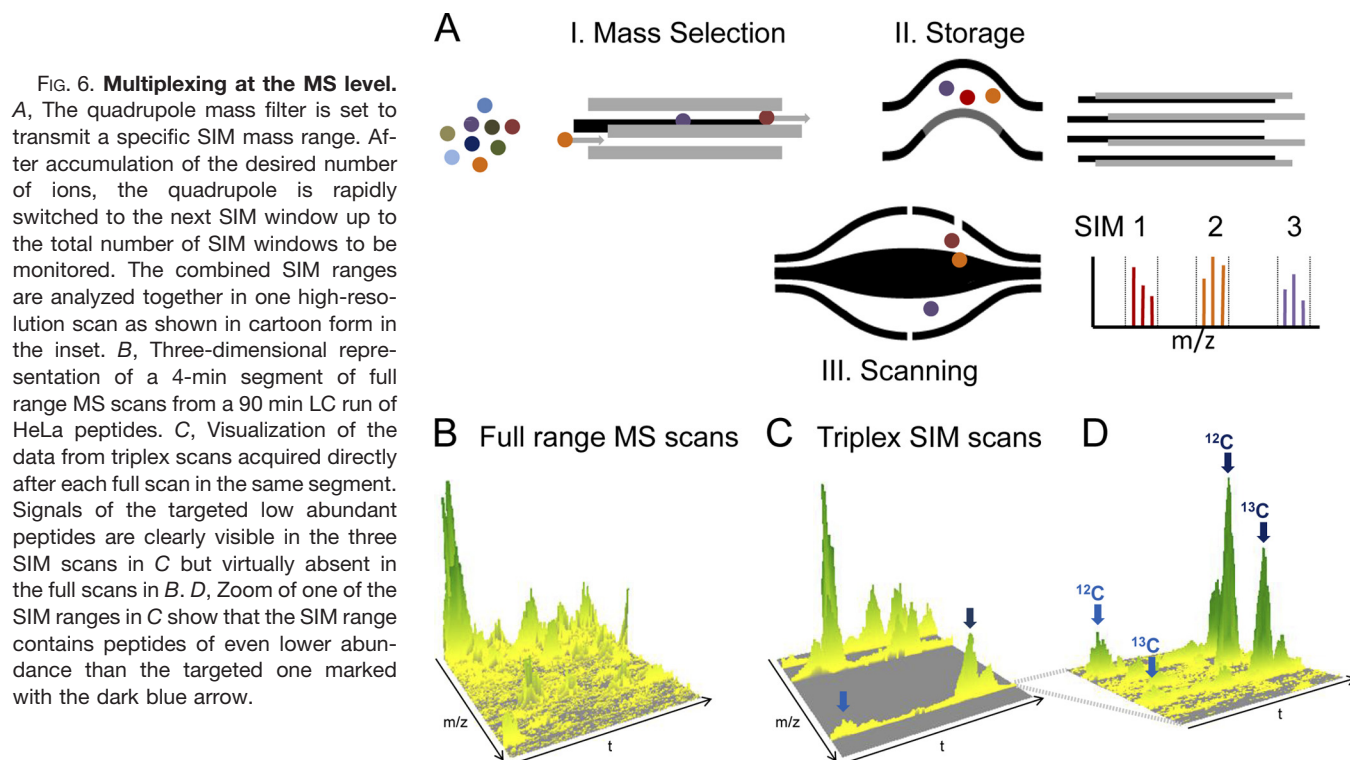 FIG. 6. Multiplexing at the MS level.
A, The quadrupole mass filter is set to
transmit a specific SIM mass range. Af-
ter accumulation of the desired number
of ions, the quadrupole is rapidly
switched to the next SIM window up to
the total number of SIM windows to be
monitored. The combined SIM ranges
are analyzed together in one high-reso-
lution scan as shown in cartoon form in
the inset. B, Three-dimensional repre-
sentation of a 4-min segment of full
range MS scans from a 90 min LC run of
HeLa peptides. C, Visualization of the
data from triplex scans acquired directly
after each full scan in the same segment.
Signals of the targeted low abundant
peptides are clearly visible in the three
SIM scans in C but virtually absent in
the full scans in B. D, Zoom of one of the
SIM ranges in C show that the SIM range
contains peptides of even lower abun-
dance than the targeted one marked
with the dark blue arrow.
A
I. Mass Selection
II. Storage
SIM 1 2 3
m/z
III. Scanning
B Full range MS scans
m/z
t
C Triplex SIM scans
m/z
t
D
¹²C
¹³C
¹²C
¹³C
t